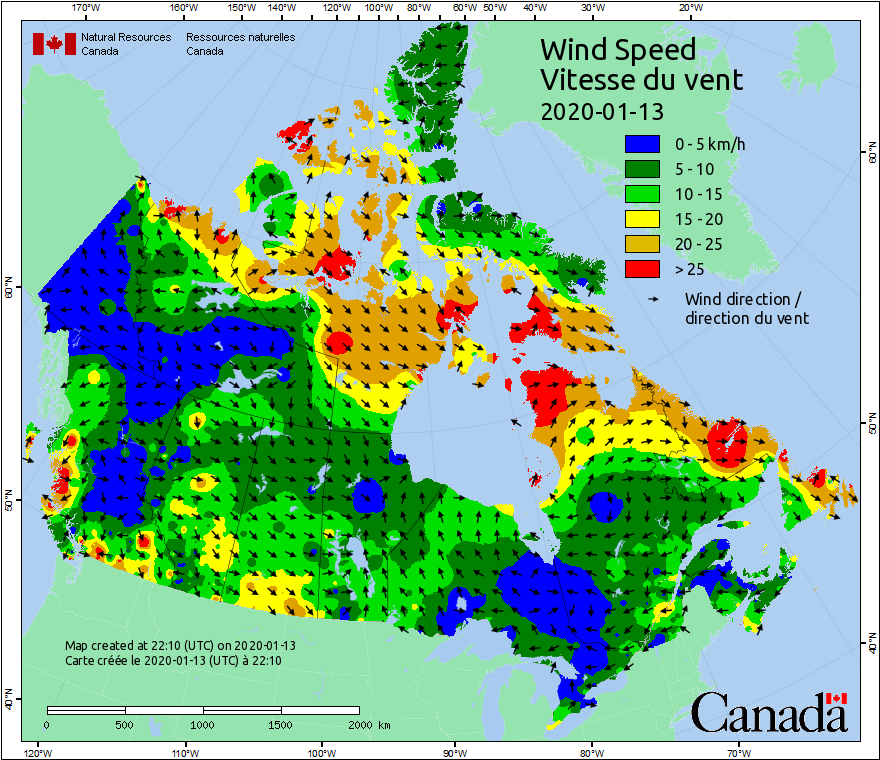 170°W 160°W 150°W 140°W 130°W 120°W 110°W 100°W 90°W 80°W 70°W 60°W 50°W 40°W 30°W 20°W
Natural Resources Canada
Ressources naturelles Canada
Wind Speed
Vitesse du vent
2020-01-13
0 - 5 km/h
5 - 10
10 - 15
15 - 20
20 - 25
> 25
Wind direction /
direction du vent
60°N
60°N
50°N
50°N
40°N
40°N
Map created at 22:10 (UTC) on 2020-01-13
Carte créée le 2020-01-13 (UTC) à 22:10
0 500 1000 1500 2000 km
Canada
120°W 110°W 100°W 90°W 80°W 70°W